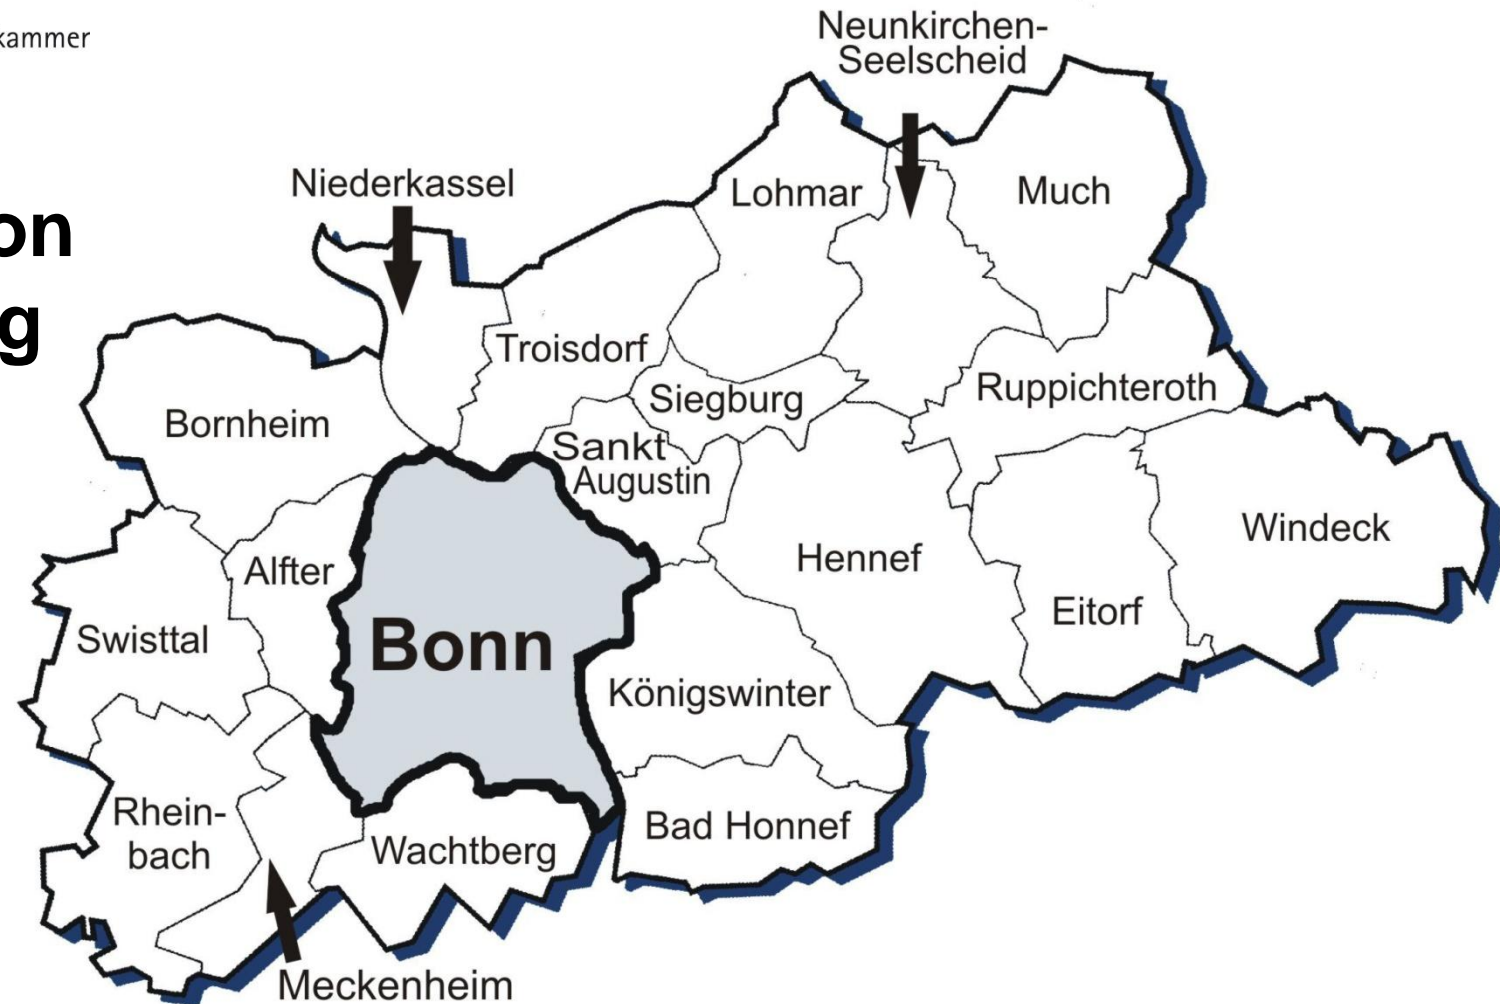 kammer
on
g
Neunkirchen-
Seelscheid
Niederkassel
Lohmar
Much
Troisdorf
Siegburg
Ruppichteroth
Bornheim
Sankt
Augustin
Windeck
Hennef
Alfter
Eitorf
Swisttal
Bonn
Königswinter
Rhein-
bach
Bad Honnef
Wachtberg
Meckenheim